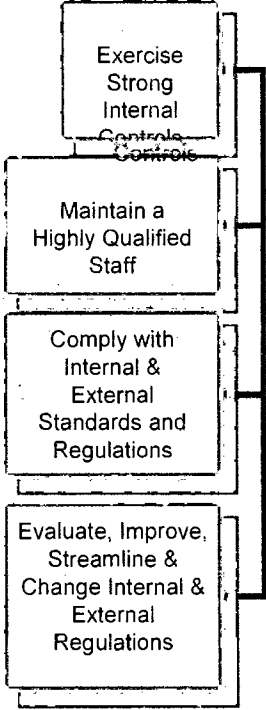 Exercise
Strong
Internal
Controls
Controls
Maintain a
Highly Qualified
Staff
Comply with
Internal &
External
Standards and
Regulations
Evaluate, Improve,
Streamline &
Change Internal &
External
Regulations